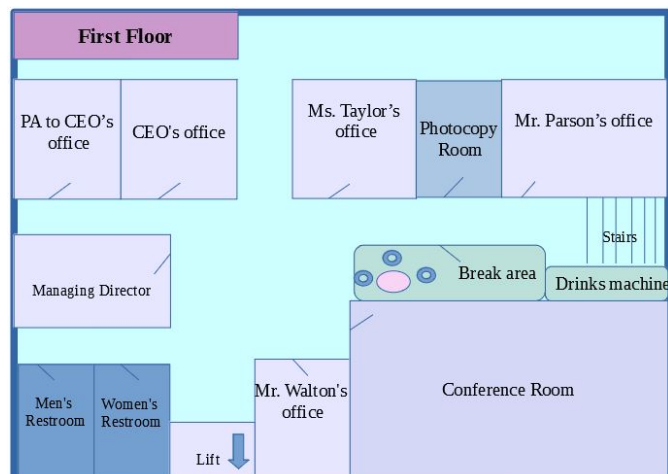 First Floor
PA to CEO's
office
CEO's office
Ms. Taylor's
office
Photocopy
Room
Mr. Parson's office
Stairs
Managing Director
Break area
Drinks machine
Men's
Restroom
Women's
Restroom
Lift
Mr. Walton's
office
Conference Room